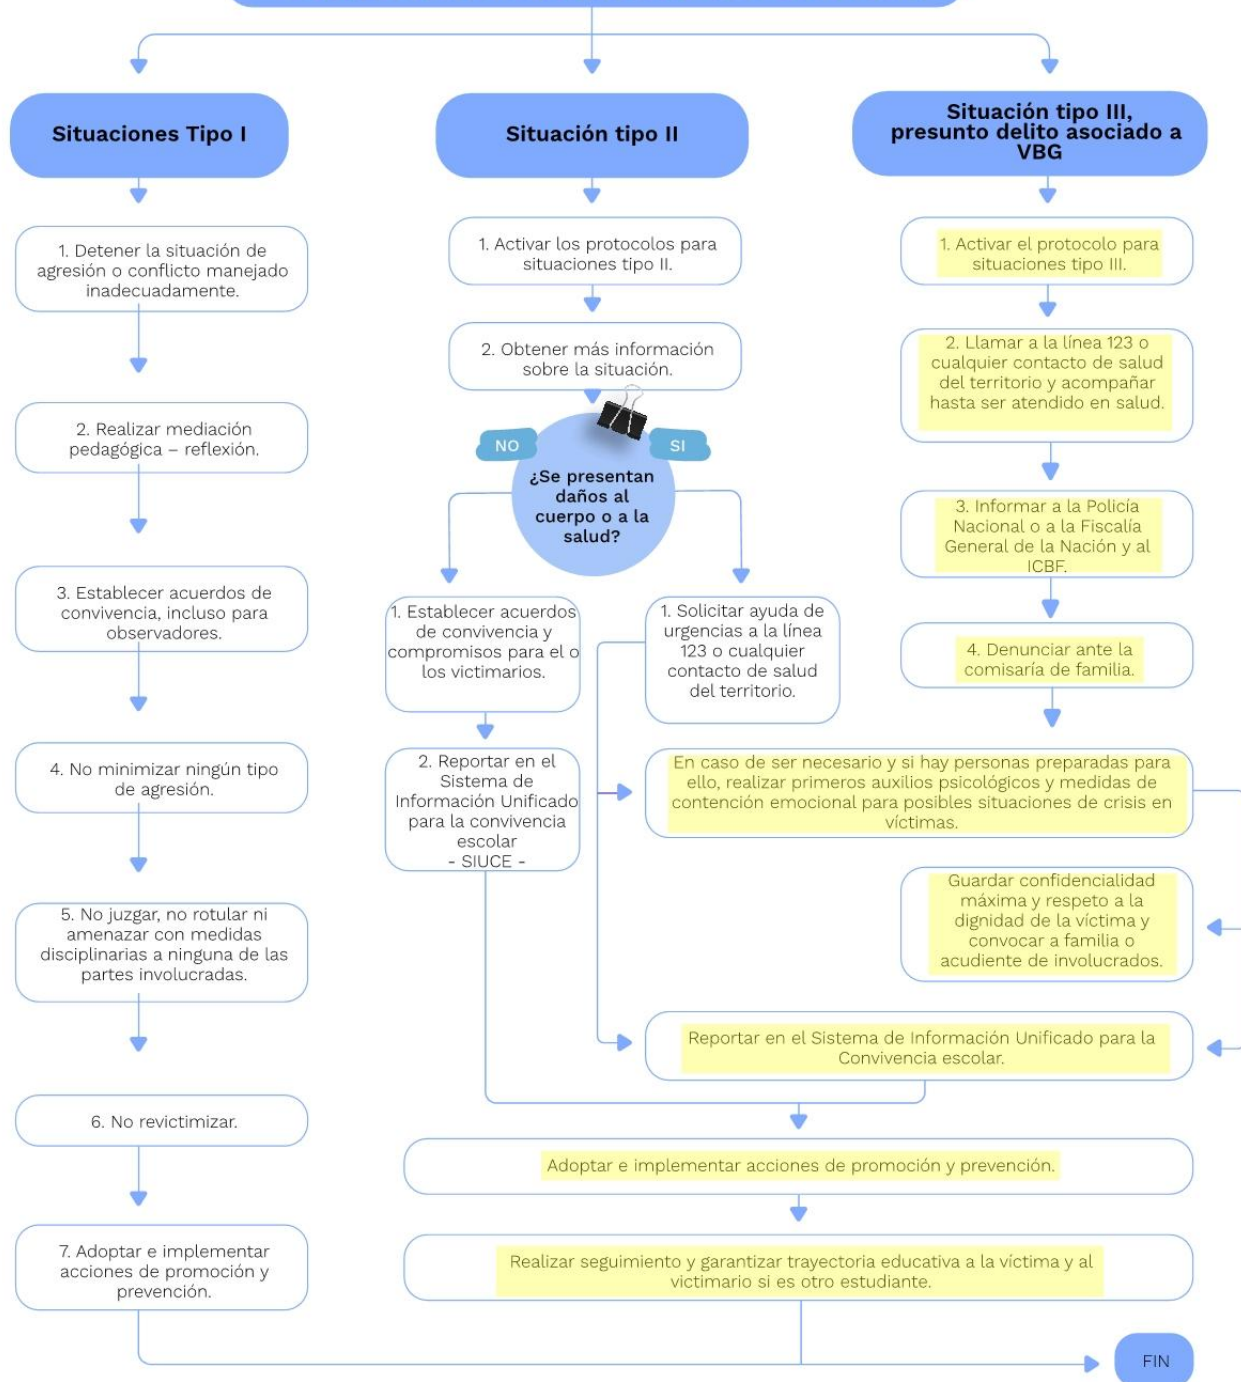 Situaciones Tipo I
1. Detener la situación de
agresión o conflicto manejado
inadecuadamente.
2. Realizar mediación
pedagógica – reflexión.
3. Establecer acuerdos de
convivencia, incluso para
observadores.
4. No minimizar ningún tipo
de agresión.
5. No juzgar, no rotular ni
amenazar con medidas
disciplinarias a ninguna de las
partes involucradas.
6. No revictimizar.
7. Adoptar e implementar
acciones de promoción y
prevención.
Situación tipo II
1. Activar los protocolos para
situaciones tipo II.
2. Obtener más información
sobre la situación.
NO
SI
¿Se presentan
daños al
cuerpo o a la
salud?
1. Establecer acuerdos
de convivencia y
compromisos para el o
los victimarios.
2. Reportar en el
Sistema de
Información Unificado
para la convivencia
escolar
- SIUCE -
1. Solicitar ayuda de
urgencias a la línea
123 o cualquier
contacto de salud
del territorio.
Situación tipo III,
presunto delito asociado a
VBG
1. Activar el protocolo para
situaciones tipo III.
2. Llamar a la línea 123 o
cualquier contacto de salud
del territorio y acompañar
hasta ser atendido en salud.
3. Informar a la Policía
Nacional o a la Fiscalía
General de la Nación y al
ICBF.
4. Denunciar ante la
comisaría de familia.
En caso de ser necesario y si hay personas preparadas para
ello, realizar primeros auxilios psicológicos y medidas de
contención emocional para posibles situaciones de crisis en
víctimas.
Guardar confidencialidad
máxima y respeto a la
dignidad de la víctima y
convocar a familia o
acudiente de involucrados.
Reportar en el Sistema de Información Unificado para la
Convivencia escolar.
Adoptar e implementar acciones de promoción y prevención.
Realizar seguimiento y garantizar trayectoria educativa a la víctima y al
victimario si es otro estudiante.
FIN